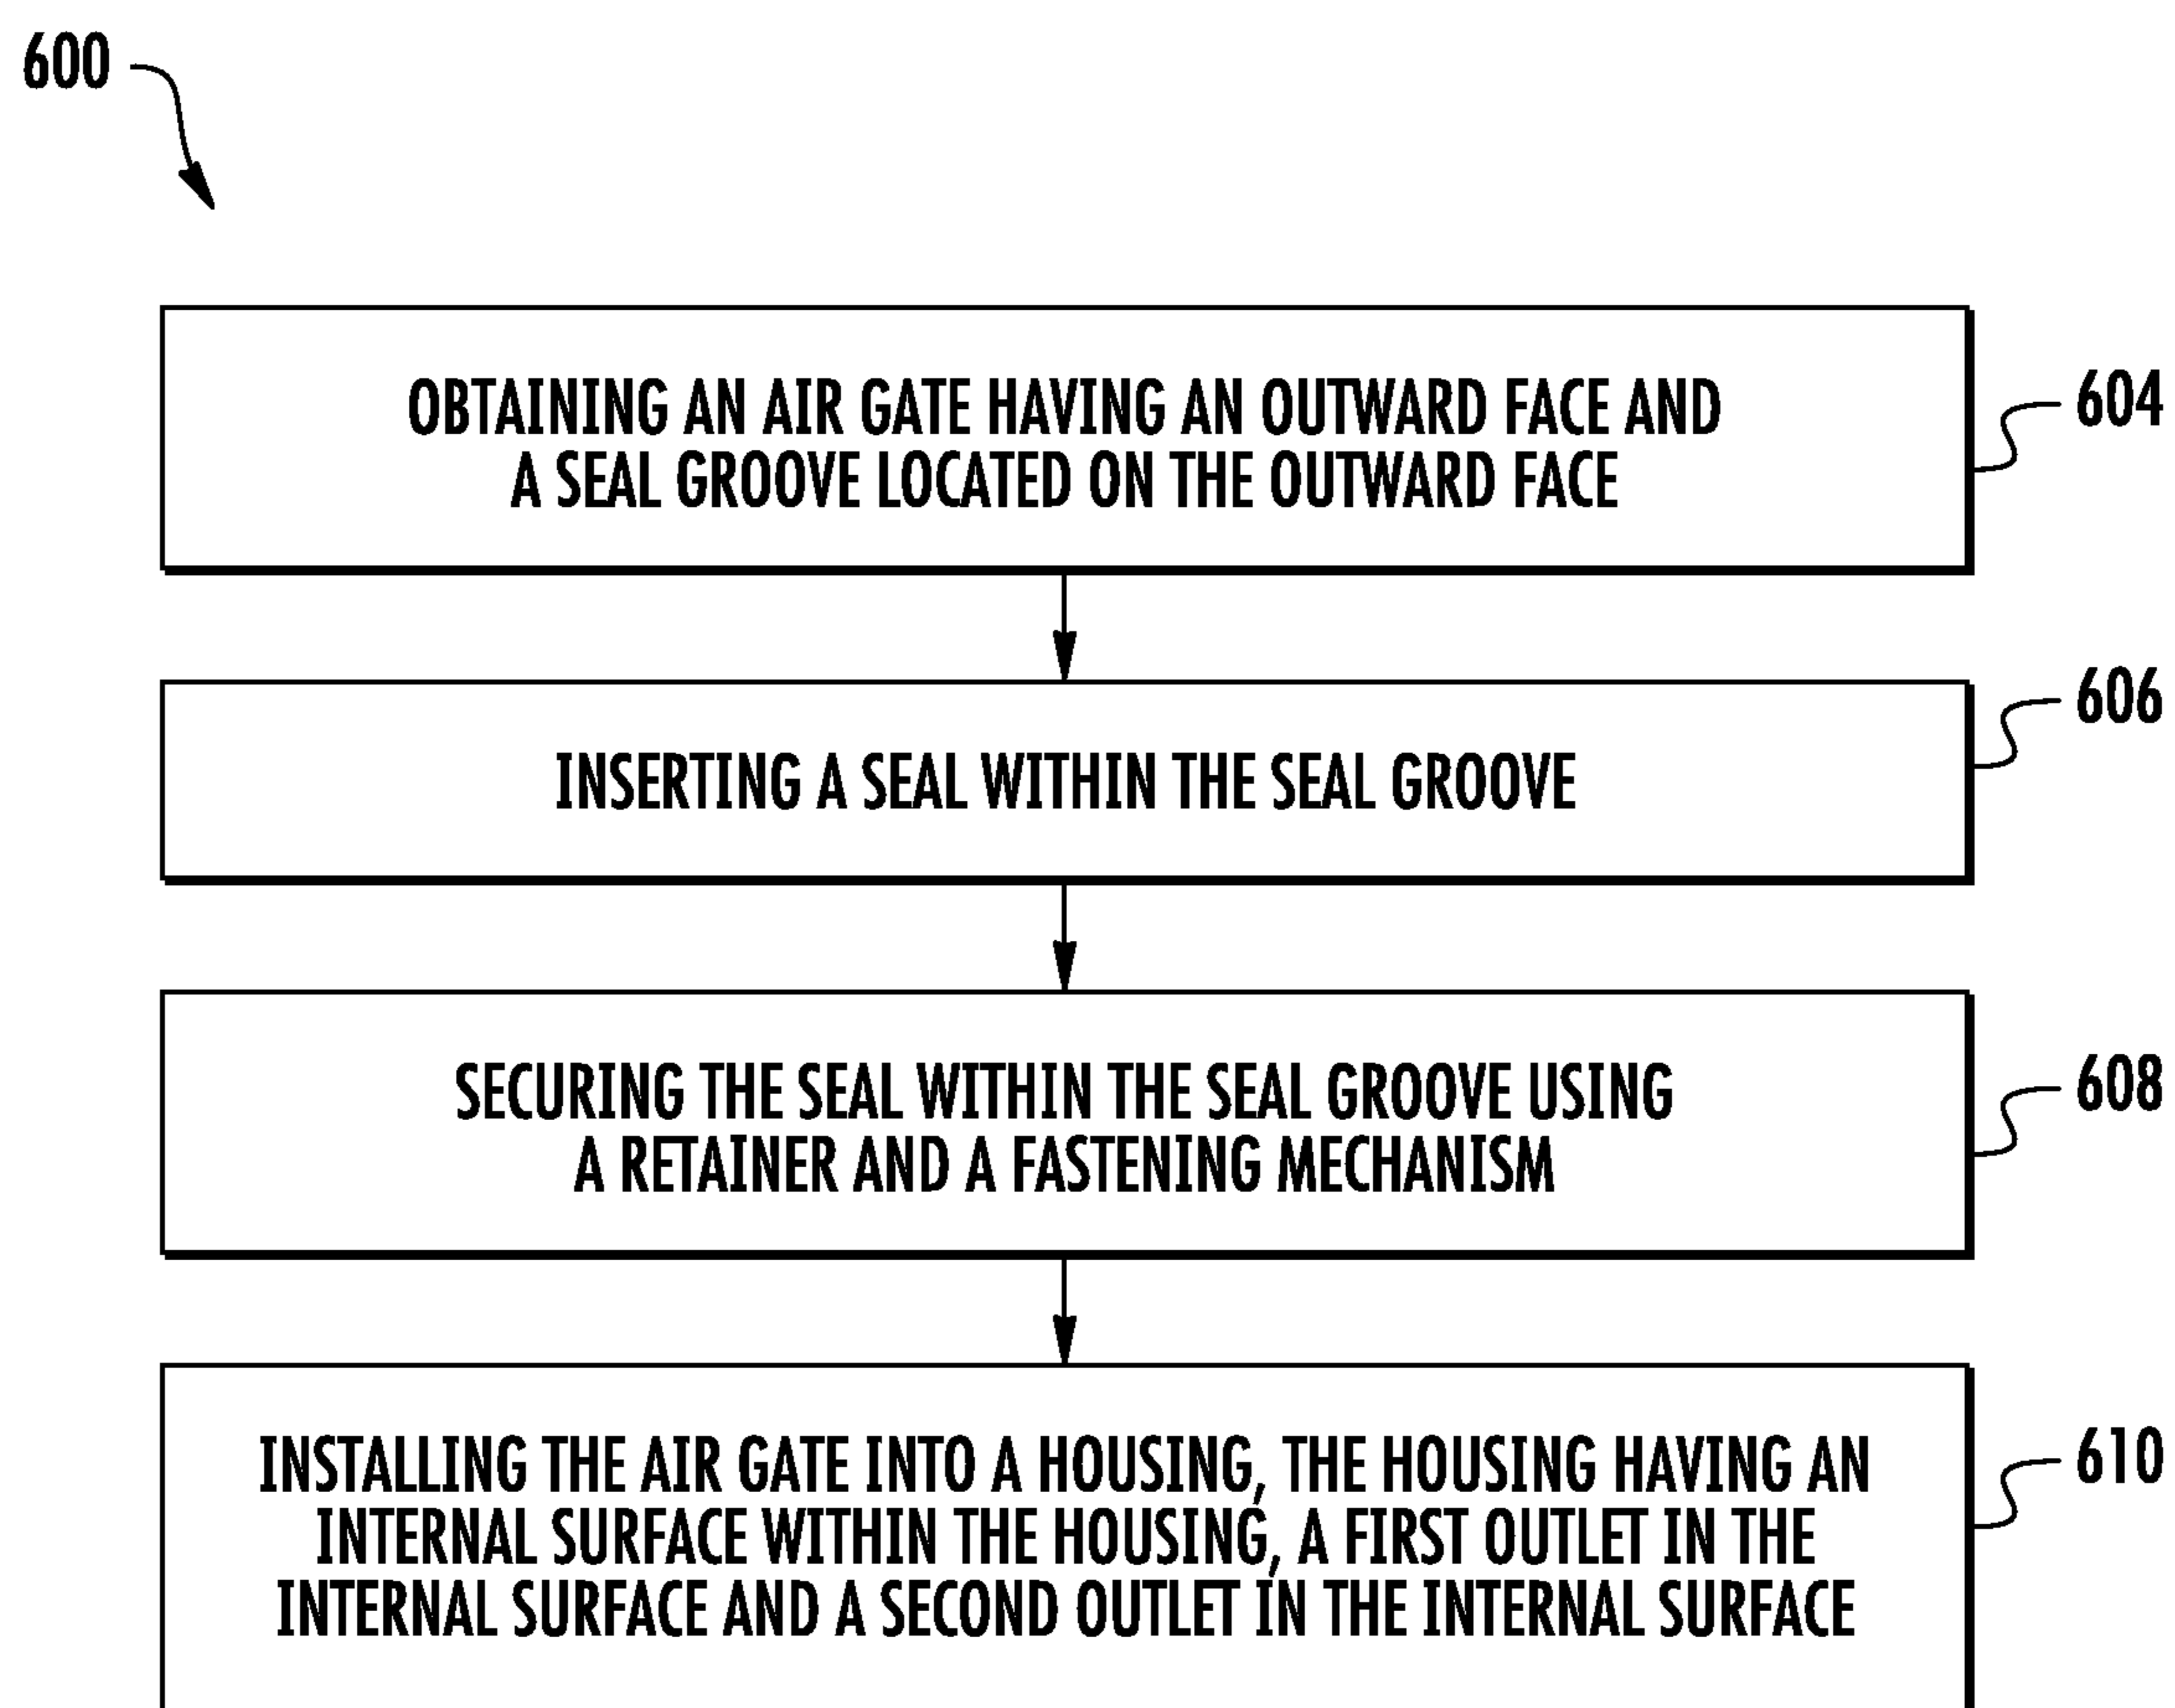 600
OBTAINING AN AIR GATE HAVING AN OUTWARD FACE AND
A SEAL GROOVE LOCATED ON THE OUTWARD FACE
604
INSERTING A SEAL WITHIN THE SEAL GROOVE
606
SECURING THE SEAL WITHIN THE SEAL GROOVE USING
A RETAINER AND A FASTENING MECHANISM
608
INSTALLING THE AIR GATE INTO A HOUSING, THE HOUSING HAVING AN
INTERNAL SURFACE WITHIN THE HOUSING, A FIRST OUTLET IN THE
INTERNAL SURFACE AND A SECOND OUTLET IN THE INTERNAL SURFACE
610